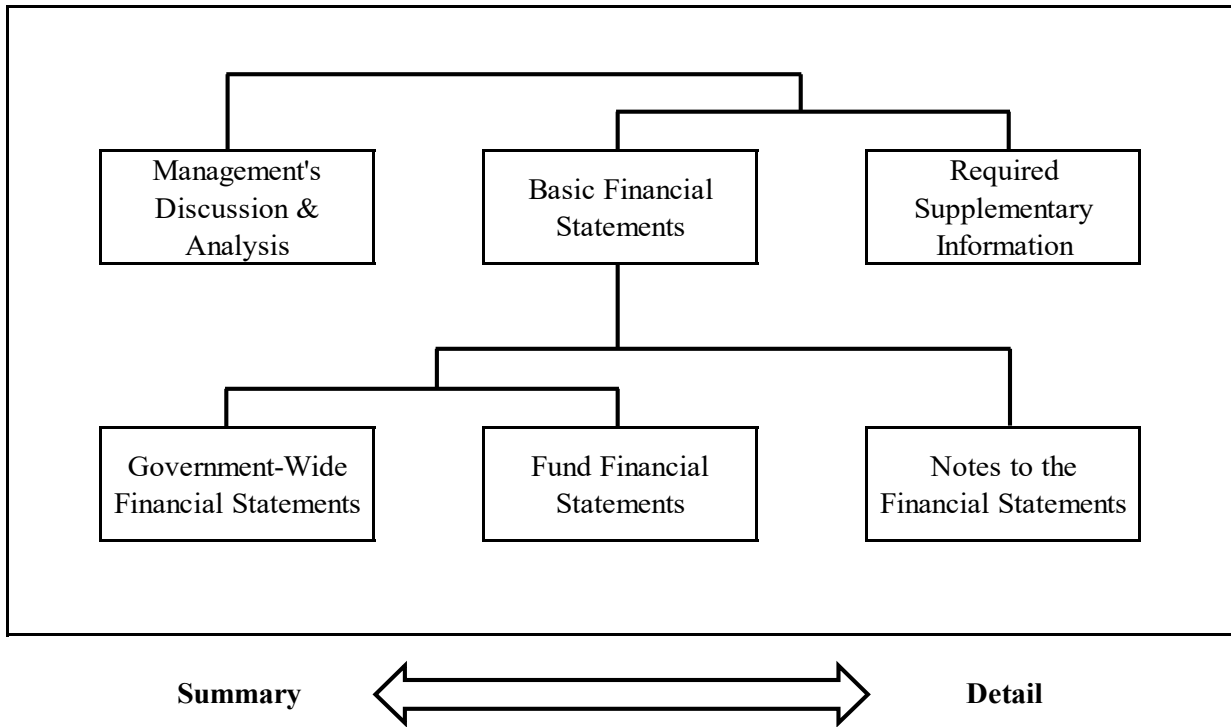 Management's
Discussion &
Analysis
Basic Financial
Statements
Required
Supplementary
Information
Government-Wide
Financial Statements
Fund Financial
Statements
Notes to the
Financial Statements
Summary
Detail